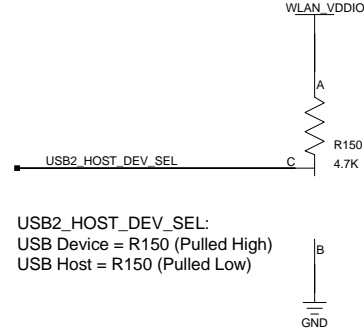 WLAN_VDDIO
A
R150
USB2_HOST_DEV_SEL C 4.7K
USB2_HOST_DEV_SEL:
USB Device = R150 (Pulled High)
USB Host = R150 (Pulled Low)
B
GND